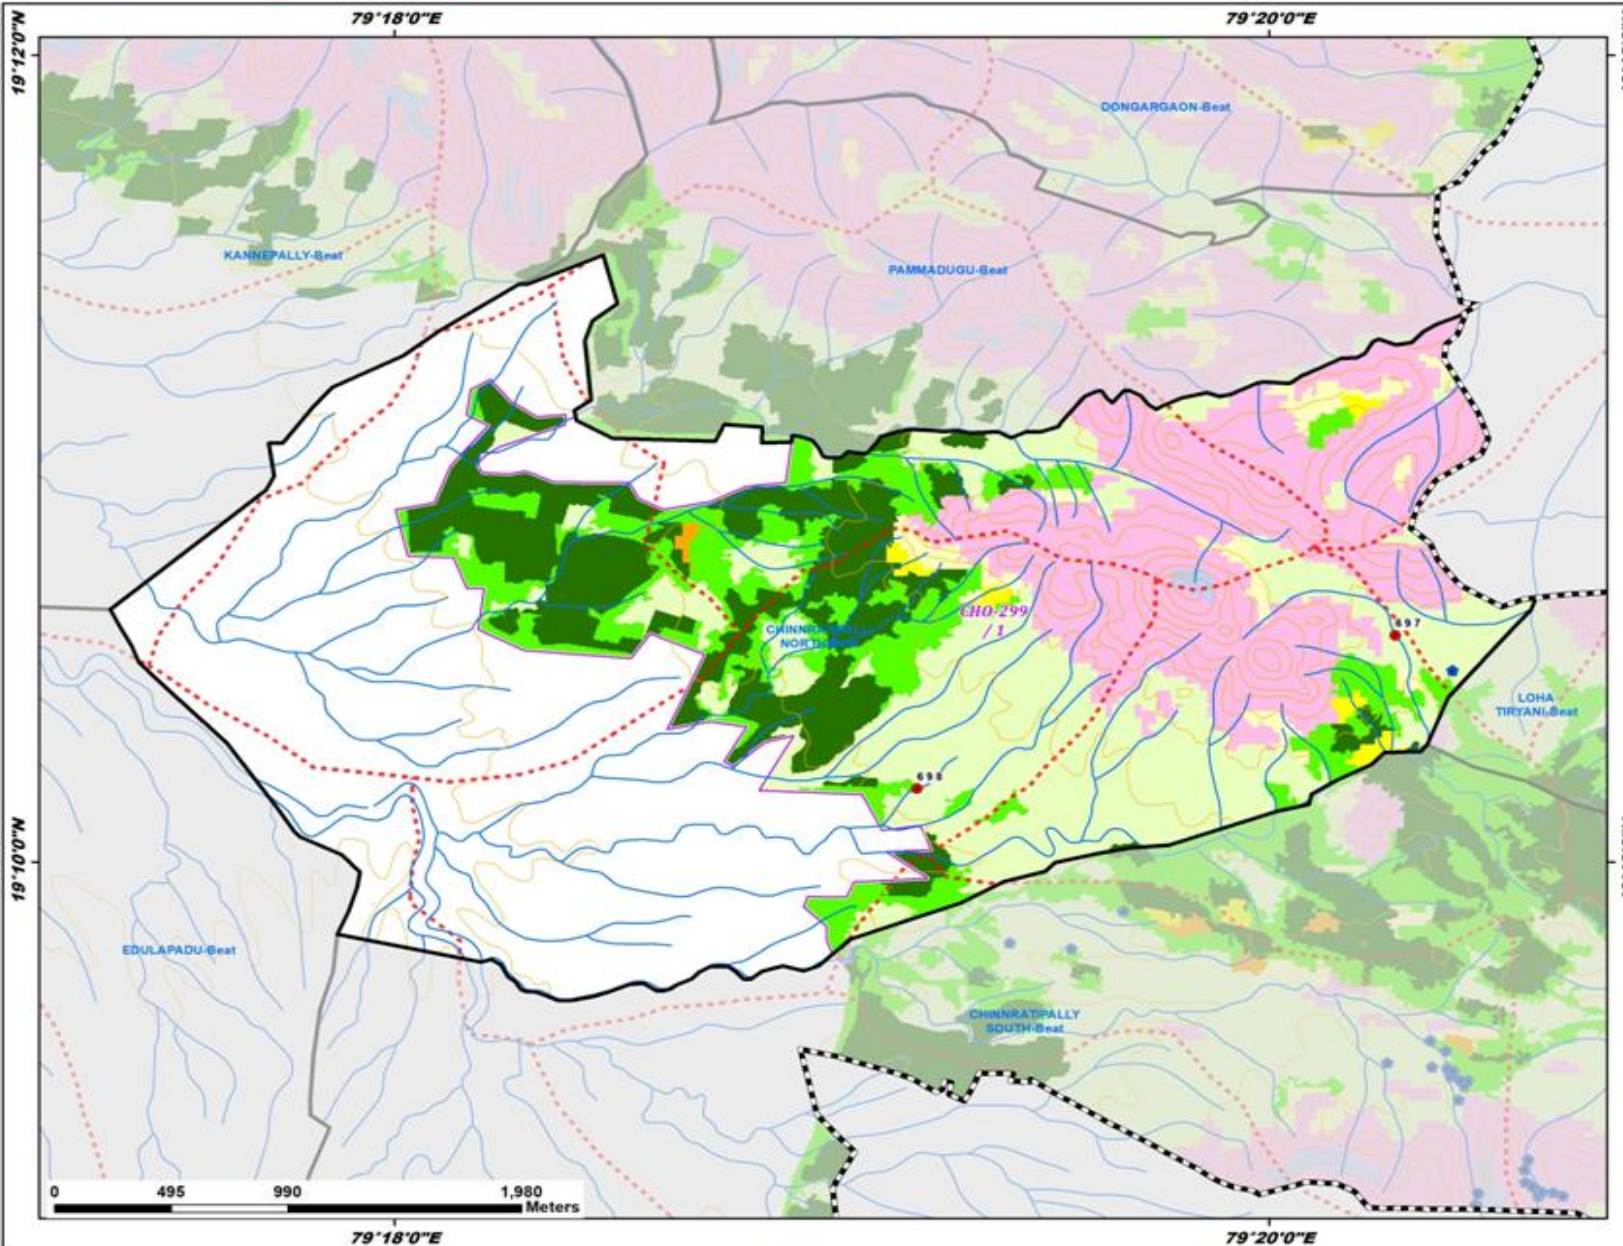 79°18'0"E
79°20'0"E
19°12'0"N
DONGARGAON-Beat
KANNEPALLY-Beat
PAMMADUGU-Beat
CHO-299
/ 1
697
LOHA
TIRYANI-Beat
698
19°10'0"N
EDULAPADU-Beat
CHINNRATIPALLY
SOUTH-Beat
0
495
990
1,980
Meters
79°18'0"E
79°20'0"E